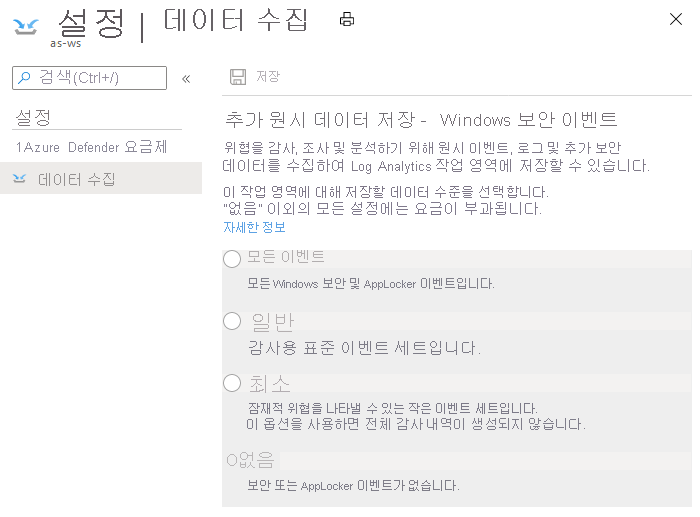 설정 | 데이터 수집
as-ws
검색(Ctrl+/)
«
저장
설정
1Azure Defender 요금제
데이터 수집
추가 원시 데이터 저장 - Windows 보안 이벤트
위협을 감사, 조사 및 분석하기 위해 원시 이벤트, 로그 및 추가 보안
데이터를 수집하여 Log Analytics 작업 영역에 저장할 수 있습니다.
이 작업 영역에 대해 저장할 데이터 수준을 선택합니다.
"없음" 이외의 모든 설정에는 요금이 부과됩니다.
자세한 정보
모든 이벤트
모든 Windows 보안 및 AppLocker 이벤트입니다.
일반
감사용 표준 이벤트 세트입니다.
최소
잠재적 위협을 나타낼 수 있는 작은 이벤트 세트입니다.
이 옵션을 사용하면 전체 감사 내역이 생성되지 않습니다.
O없음
보안 또는 AppLocker 이벤트가 없습니다.